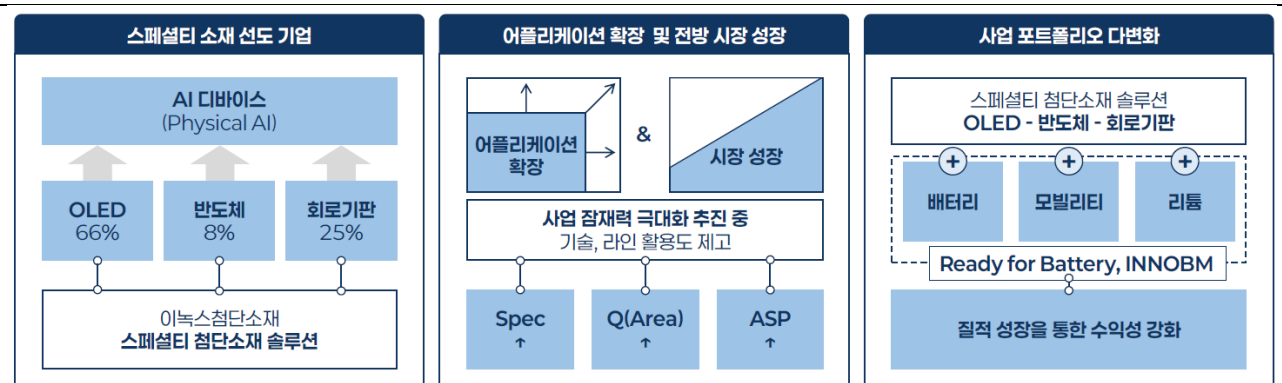 스페셜티 소재 선도 기업
AI 디바이스
(Physical AI)
OLED
66%
반도체
8%
회로기판
25%
이녹스첨단소재
스페셜티 첨단소재 솔루션
어플리케이션 확장 및 전방 시장 성장
어플리케이션
확장
&
시장 성장
사업 잠재력 극대화 추진 중
기술, 라인 활용도 제고
Spec
↑
Q(Area)
↑
ASP
↑
사업 포트폴리오 다변화
스페셜티 첨단소재 솔루션
OLED - 반도체 - 회로기판
+
+
+
배터리
모빌리티
리튬
Ready for Battery, INNOBM
질적 성장을 통한 수익성 강화